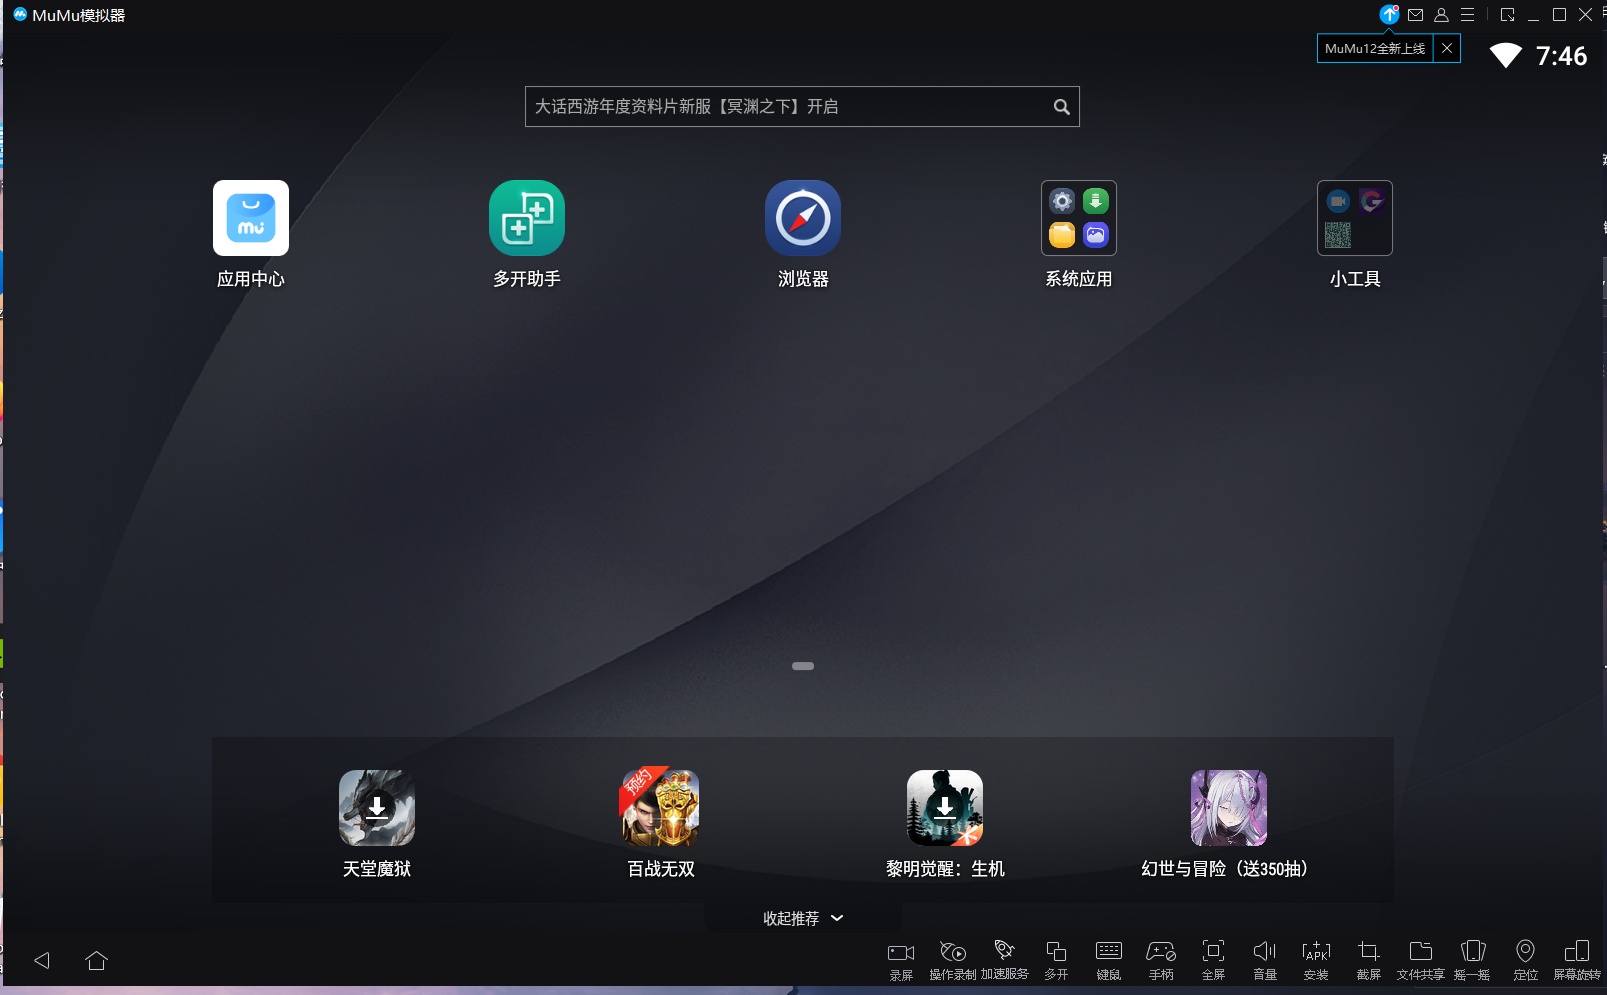 MuMu模拟器
MuMu12全新上线
7:46
大话西游年度资料片新服【冥渊之下】开启
mu
应用中心
多开助手
浏览器
系统应用
小工具
预约
天堂魔狱
百战无双
黎明觉醒：生机
幻世与冒险（送350抽）
收起推荐
录屏
操作录制
加速服务
多开
键鼠
手柄
全屏
音量
APK
安装
截屏
文件共享
摇一摇
定位
屏幕旋转